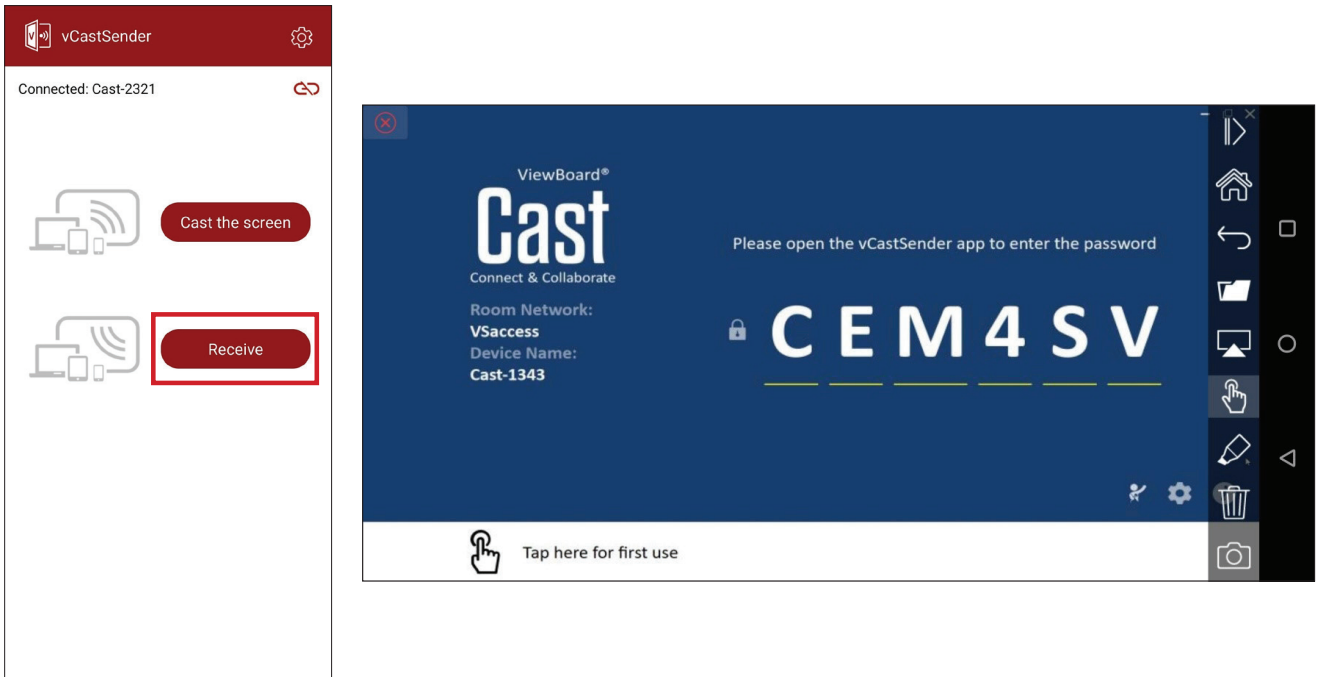 vCastSender
Connected: Cast-2321
Cast the screen
Receive
ViewBoard®
Cast
Connect & Collaborate
Room Network:
VSaccess
Device Name:
Cast-1343
Please open the vCastSender app to enter the password
CEM4SV
Tap here for first use